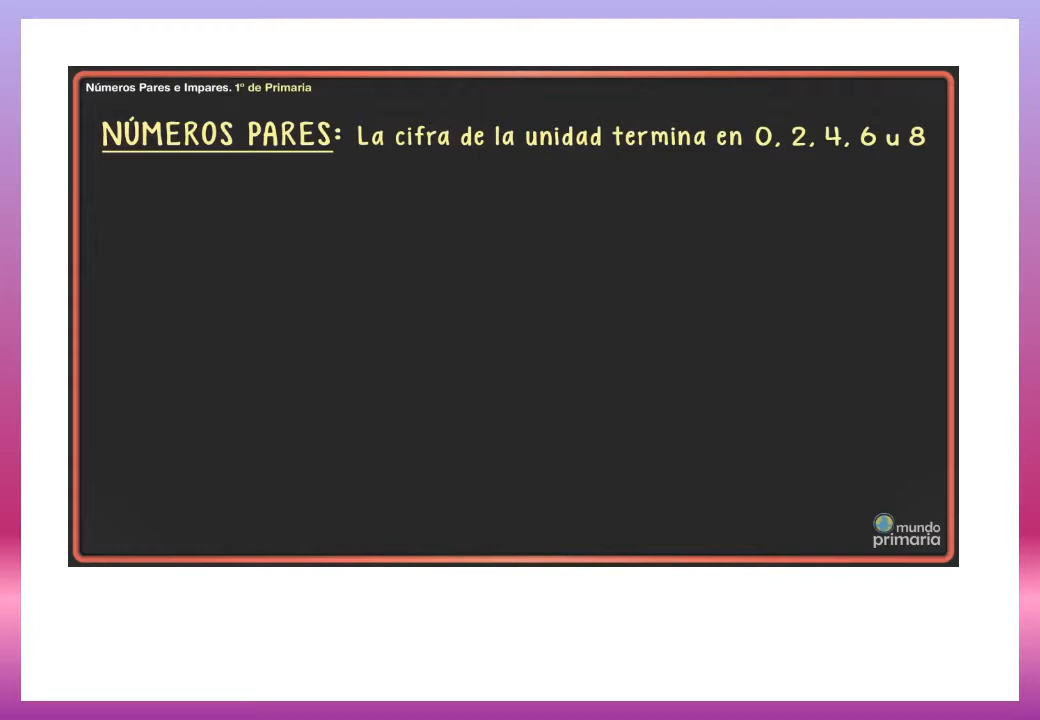 Números Pares e Impares. 1º de Primaria
NÚMEROS PARES: La cifra de la unidad termina en 0, 2, 4, 6 u 8
mundo
primaria